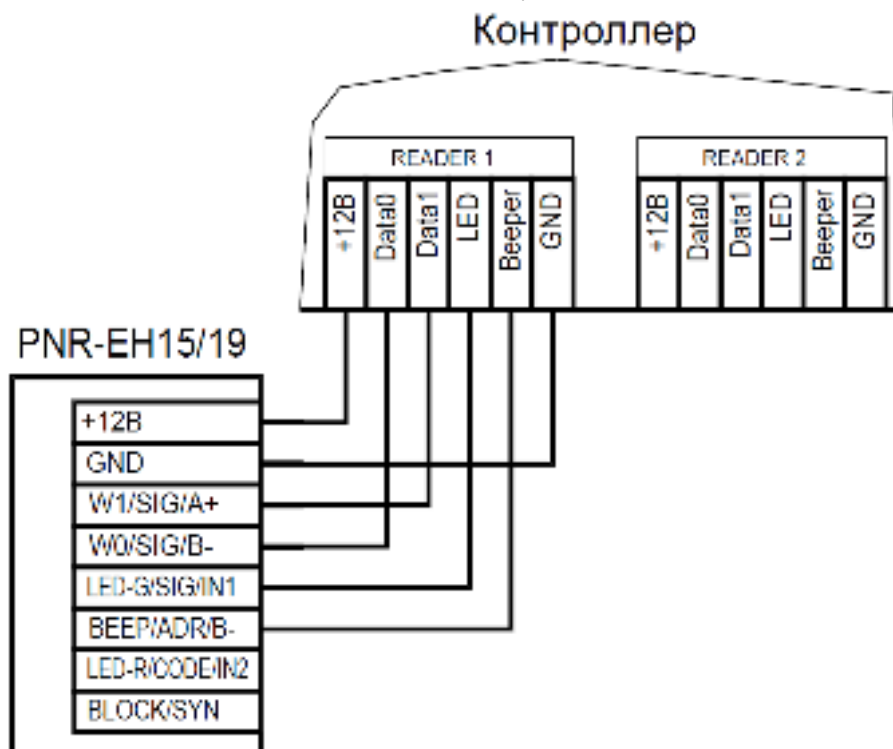 Контроллер
READER 1
READER 2
+12В
Data0
Data1
LED
Beeper
GND
+12В
Data0
Data1
LED
Beeper
GND
PNR-EH15/19
+12В
GND
W1/SIG/A+
W0/SIG/B-
LED-G/SIG/IN1
BEEP/ADR/B-
LED-R/CODE/IN2
BLOCK/SYN